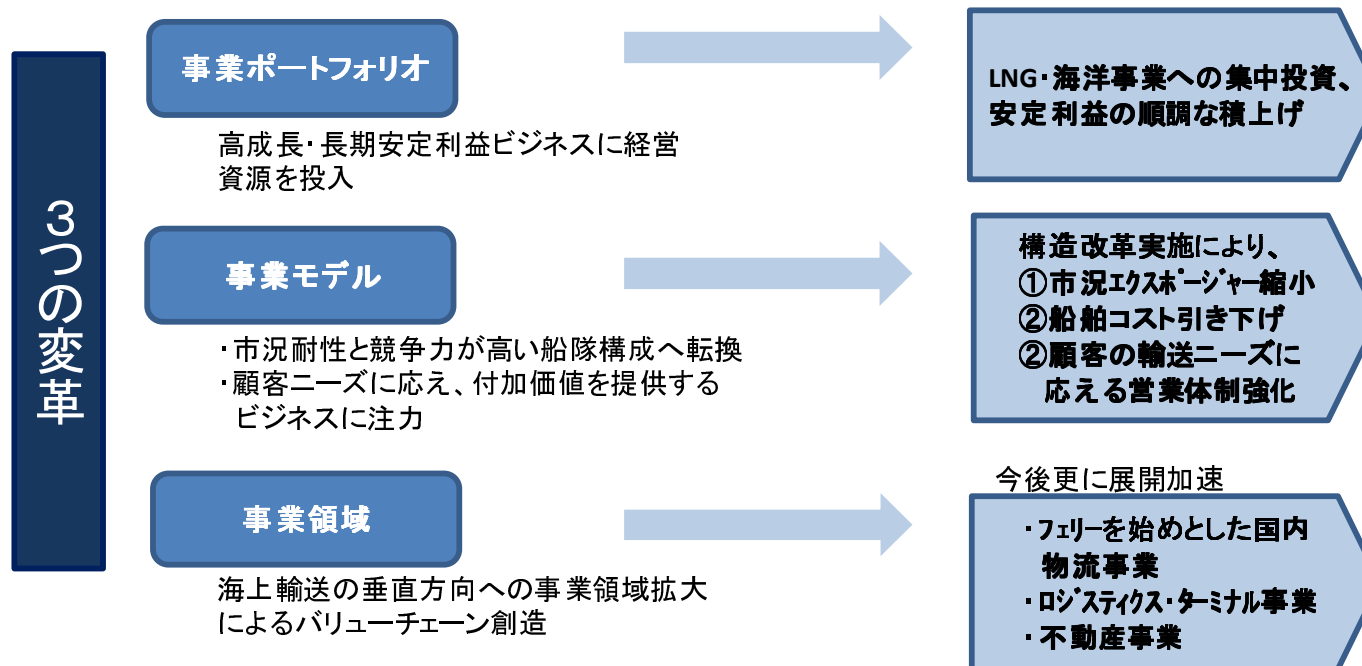 3つの変革
事業ポートフォリオ
高成長・長期安定利益ビジネスに経営
資源を投入
LNG・海洋事業への集中投資、
安定利益の順調な積上げ
事業モデル
・市況耐性と競争力が高い船隊構成へ転換
・顧客ニーズに応え、付加価値を提供する
ビジネスに注力
構造改革実施により、
①市況ｴｸｽﾎﾟｰｼﾞｬｰ縮小
②船舶コスト引き下げ
②顧客の輸送ニーズに
応える営業体制強化
事業領域
海上輸送の垂直方向への事業領域拡大
によるバリューチェーン創造
今後更に展開加速
・ﾌｪﾘｰを始めとした国内
物流事業
・ﾛｼﾞｽﾃｨｸｽ・ﾀｰﾐﾅﾙ事業
・不動産事業